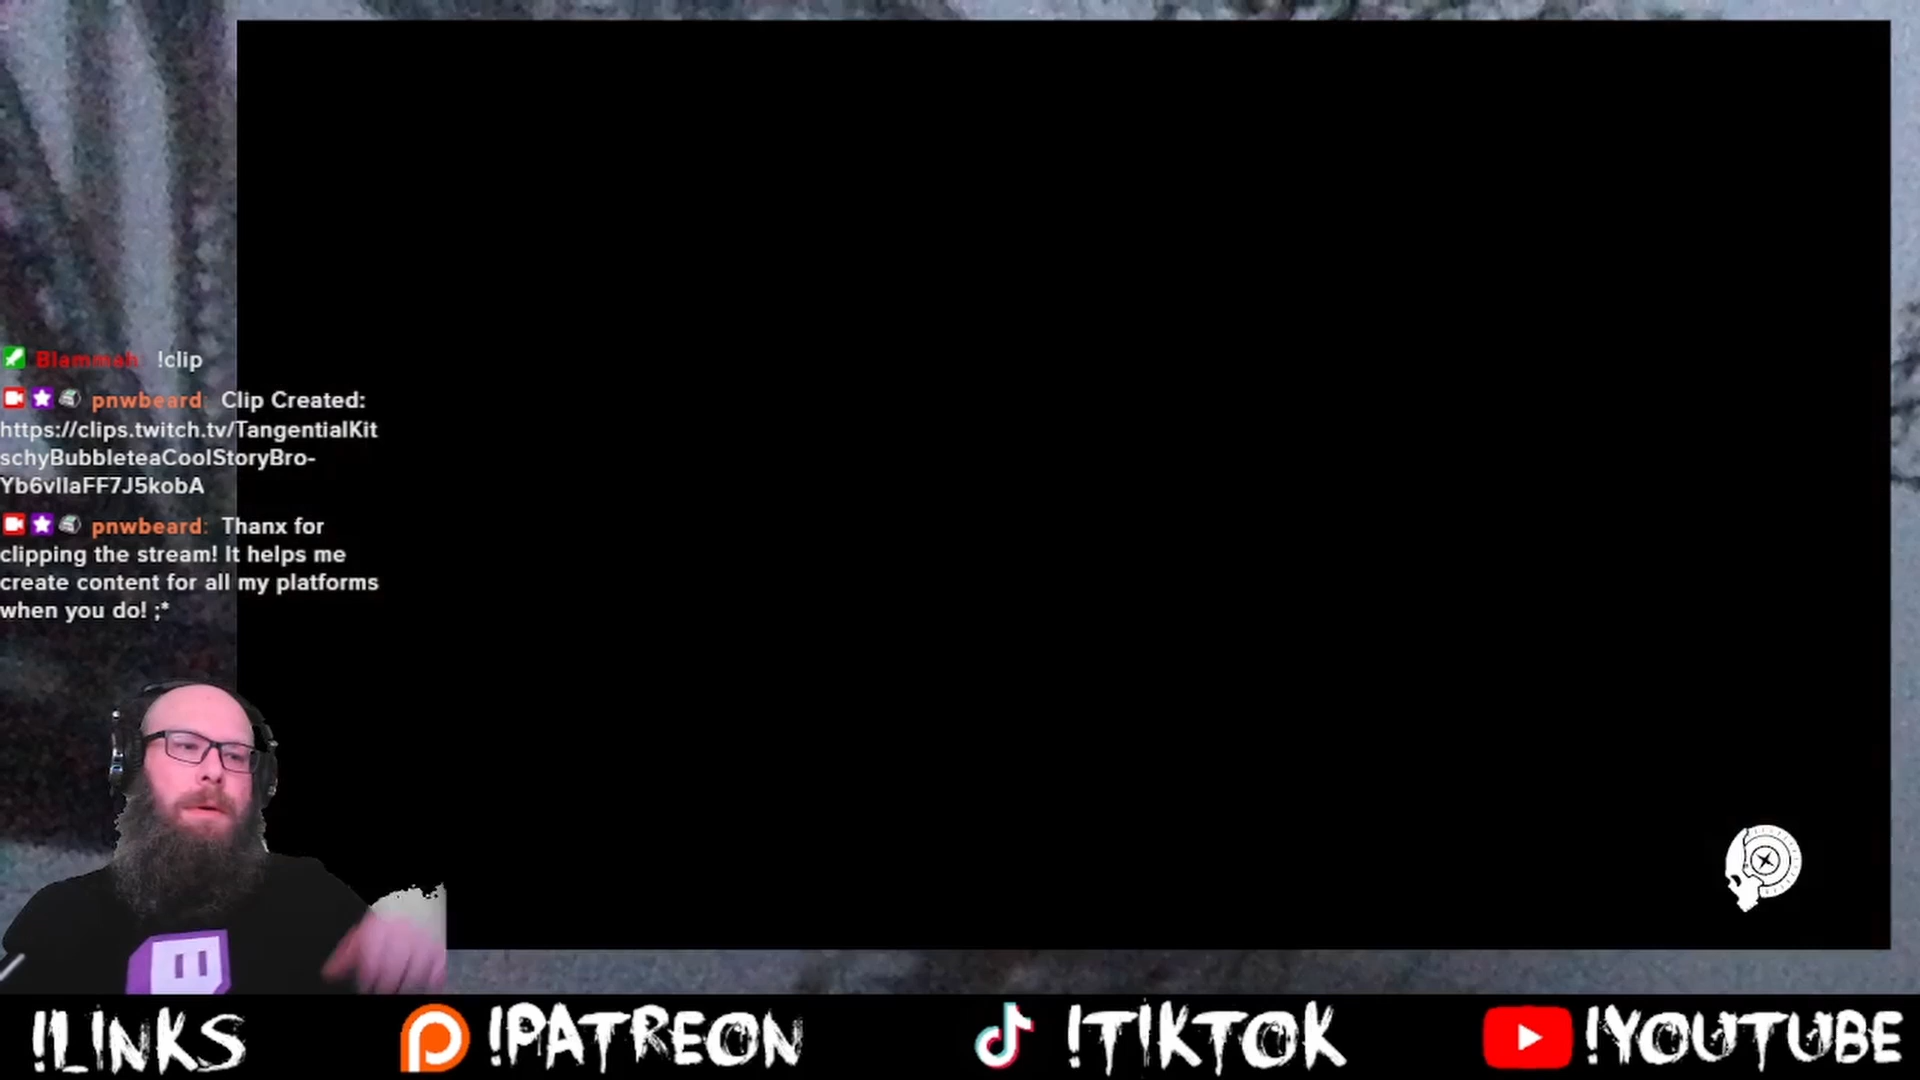 Blammah !clip
pnwbeard: Clip Created:
https://clips.twitch.tv/TangentialKit
schyBubbleteaCoolStoryBro-
Yb6vIlaFF7J5kobA
pnwbeard: Thanx for
clipping the stream! It helps me
create content for all my platforms
when you do! ;*
!LINKS !PATREON !TIKTOK !YOUTUBE